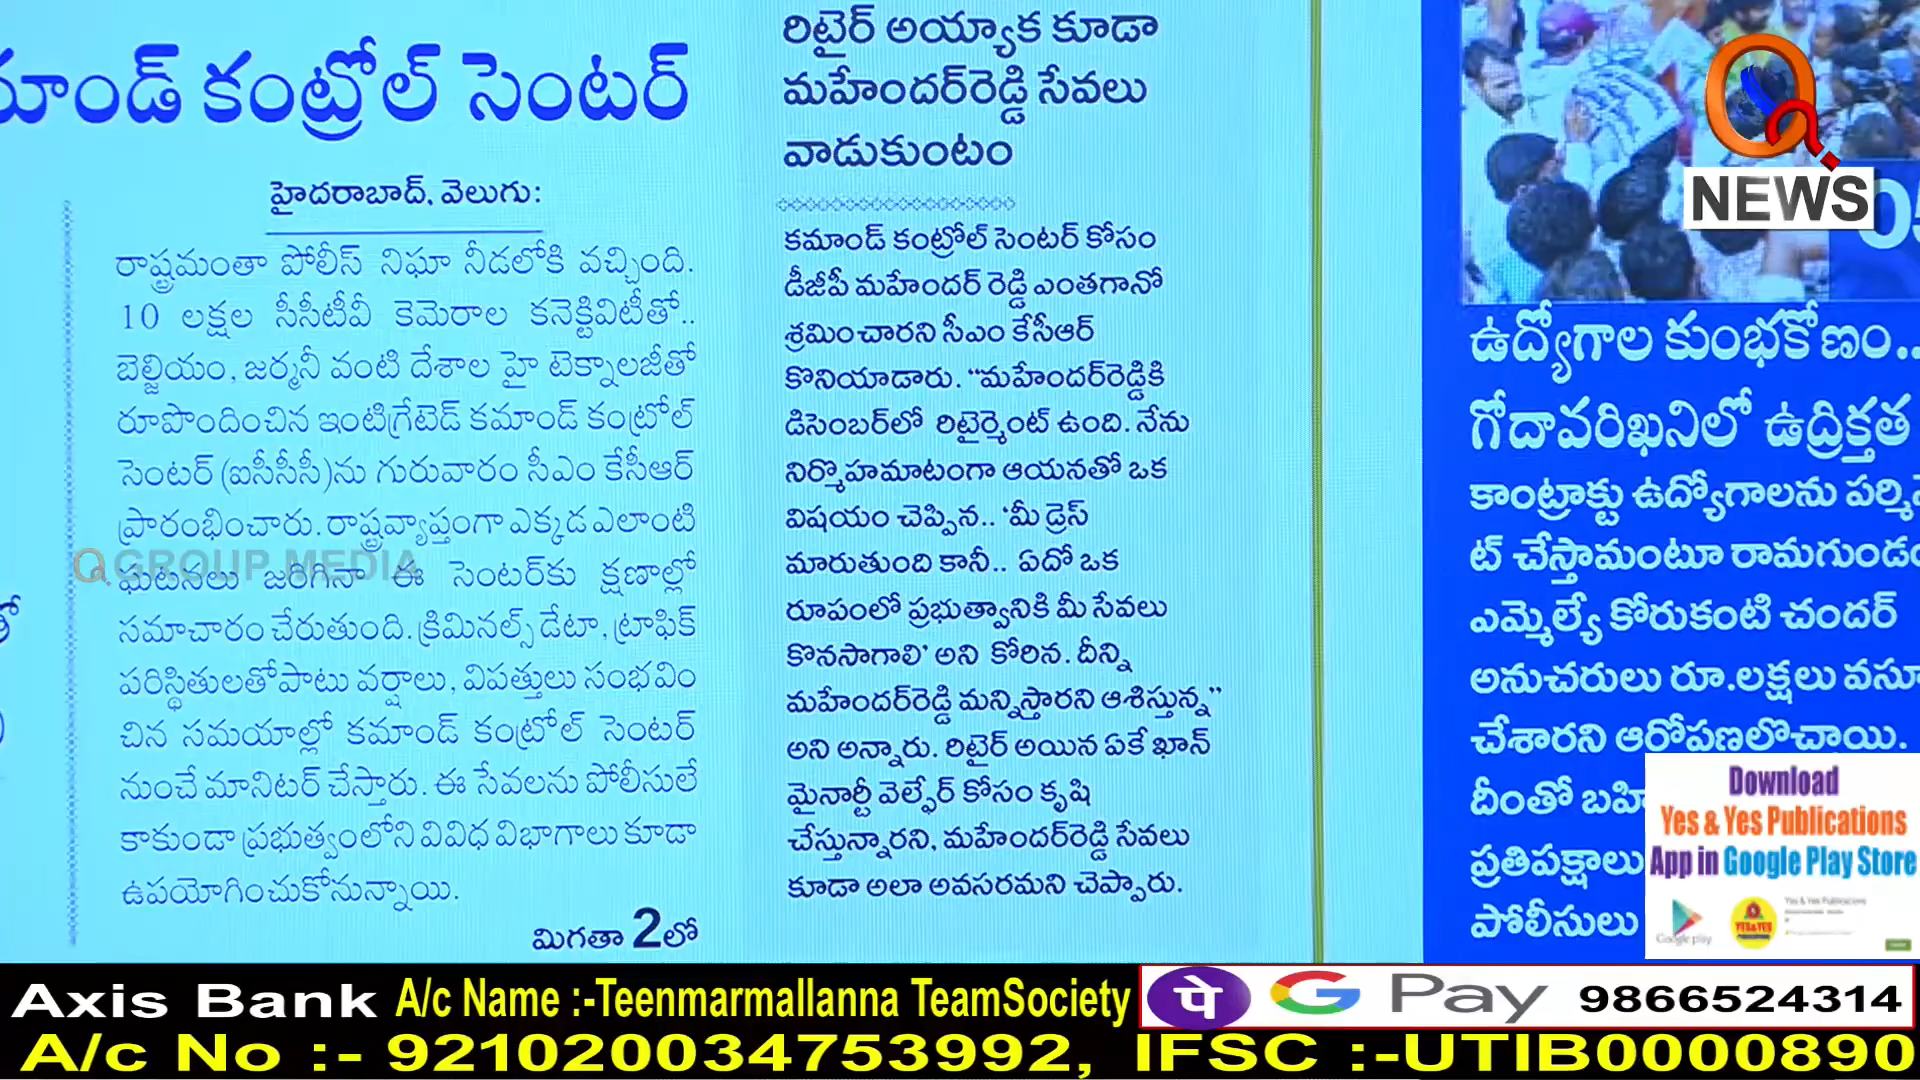 కంట్రోల్ సెంటర్
హైదరాబాద్, వెలుగు:
రాష్ట్రమంతా పోలీస్ నిఘా నీడలోకి వచ్చింది.
10 లక్షల సీసీటీవీ కెమెరాల కనెక్టివిటీతో..
బెల్జియం, జర్మనీ వంటి దేశాల హై టెక్నాలజీతో
రూపొందించిన ఇంటిగ్రేటెడ్ కమాండ్ కంట్రోల్
సెంటర్ (ఐసీసీసీ)ను గురువారం సీఎం కేసీఆర్
ప్రారంభించారు. రాష్ట్రవ్యాప్తంగా ఎక్కడ ఎలాంటి
ఘటనలు జరిగినా ఈ సెంటర్‌కు క్షణాల్లో
సమాచారం చేరుతుంది. క్రిమినల్స్ డేటా, ట్రాఫిక్
పరిస్థితులతోపాటు వర్షాలు, విపత్తులు సంభవిం
చిన సమయాల్లో కమాండ్ కంట్రోల్ సెంటర్
నుంచే మానిటర్ చేస్తారు. ఈ సేవలను పోలీసులే
కాకుండా ప్రభుత్వంలోని వివిధ విభాగాలు కూడా
ఉపయోగించుకోనున్నాయి.
మిగతా 2లో
రిటైర్ అయ్యాక కూడా
మహేందర్‌రెడ్డి సేవలు
వాడుకుంటం
కమాండ్ కంట్రోల్ సెంటర్ కోసం
డీజీపీ మహేందర్ రెడ్డి ఎంతగానో
శ్రమించారని సీఎం కేసీఆర్
కొనియాడారు. “మహేందర్‌రెడ్డికి
డిసెంబర్‌లో రిటైర్మెంట్ ఉంది. నేను
నిర్మొహమాటంగా ఆయనతో ఒక
విషయం చెప్పిన.. ‘మీ డ్రెస్
మారుతుంది కానీ.. ఏదో ఒక
రూపంలో ప్రభుత్వానికి మీ సేవలు
కొనసాగాలి’ అని కోరిన. దీన్ని
మహేందర్‌రెడ్డి మన్నిస్తారని ఆశిస్తున్న”
అని అన్నారు. రిటైర్ అయిన ఏకే ఖాన్
మైనార్టీ వెల్ఫేర్ కోసం కృషి
చేస్తున్నారని, మహేందర్‌రెడ్డి సేవలు
కూడా అలా అవసరమని చెప్పారు.
Q GROUP MEDIA
NEWS
ఉద్యోగాల కుంభకోణం..
గోదావరిఖనిలో ఉద్రిక్తత
కాంట్రాక్టు ఉద్యోగాలను
ట్ చేస్తామంటూ రామగుండం
ఎమ్మెల్యే కోరుకంటి చందర్
అనుచరులు రూ.లక్షలు
చేశారని ఆరోపణలొచ్చాయి.
దీంతో
ప్రతిపక్షాలు
పోలీసులు
Download
Yes & Yes Publications
App in Google Play Store
Google play
YES&YES
Axis Bank A/c Name :-Teenmarmallanna TeamSociety
पे G Pay 9866524314
A/c No :- 921020034753992, IFSC :-UTIB0000890